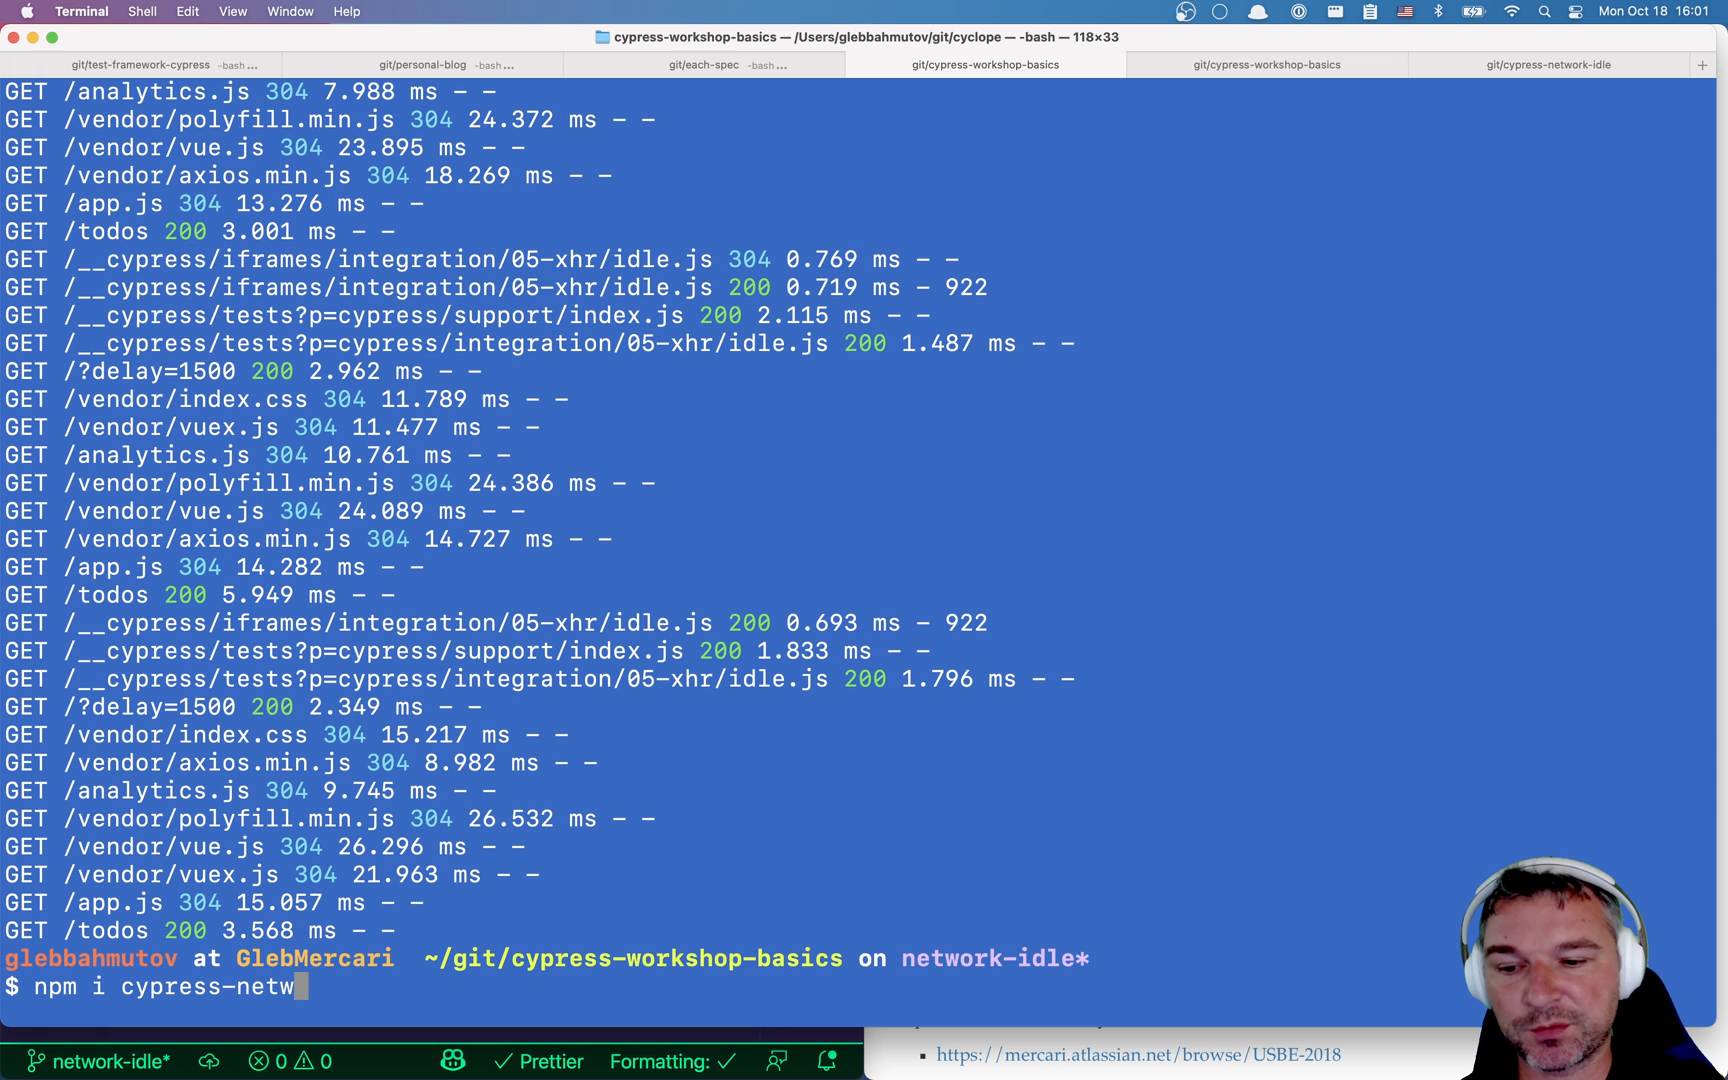 Terminal Shell Edit View Window Help Mon Oct 18 16:01
cypress-workshop-basics — /Users/glebbahmutov/git/cyclope — -bash — 118×33
git/test-framework-cypress -bash... git/personal-blog -bash... git/each-spec -bash... git/cypress-workshop-basics git/cypress-workshop-basics git/cypress-network-idle +
GET /analytics.js 304 7.988 ms - -
GET /vendor/polyfill.min.js 304 24.372 ms - -
GET /vendor/vue.js 304 23.895 ms - -
GET /vendor/axios.min.js 304 18.269 ms - -
GET /app.js 304 13.276 ms - -
GET /todos 200 3.001 ms - -
GET /__cypress/iframes/integration/05-xhr/idle.js 304 0.769 ms - -
GET /__cypress/iframes/integration/05-xhr/idle.js 200 0.719 ms - 922
GET /__cypress/tests?p=cypress/support/index.js 200 2.115 ms - -
GET /__cypress/tests?p=cypress/integration/05-xhr/idle.js 200 1.487 ms - -
GET /?delay=1500 200 2.962 ms - -
GET /vendor/index.css 304 11.789 ms - -
GET /vendor/vuex.js 304 11.477 ms - -
GET /analytics.js 304 10.761 ms - -
GET /vendor/polyfill.min.js 304 24.386 ms - -
GET /vendor/vue.js 304 24.089 ms - -
GET /vendor/axios.min.js 304 14.727 ms - -
GET /app.js 304 14.282 ms - -
GET /todos 200 5.949 ms - -
GET /__cypress/iframes/integration/05-xhr/idle.js 200 0.693 ms - 922
GET /__cypress/tests?p=cypress/support/index.js 200 1.833 ms - -
GET /__cypress/tests?p=cypress/integration/05-xhr/idle.js 200 1.796 ms - -
GET /?delay=1500 200 2.349 ms - -
GET /vendor/index.css 304 15.217 ms - -
GET /vendor/axios.min.js 304 8.982 ms - -
GET /analytics.js 304 9.745 ms - -
GET /vendor/polyfill.min.js 304 26.532 ms - -
GET /vendor/vue.js 304 26.296 ms - -
GET /vendor/vuex.js 304 21.963 ms - -
GET /app.js 304 15.057 ms - -
GET /todos 200 3.568 ms - -
glebbahmutov at GlebMercari ~/git/cypress-workshop-basics on network-idle*
$ npm i cypress-netw
network-idle* 0 0 Prettier Formatting:
https://mercari.atlassian.net/browse/USBE-2018